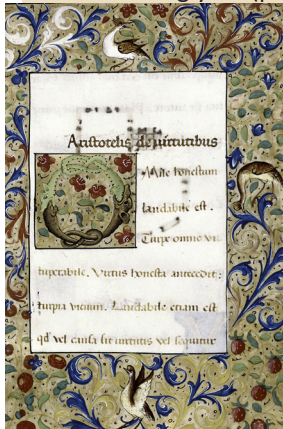 Aristotelis de virtutibus
Omne honestum
laudabile est .
Turpe omne vi
tuperabile . Virtus honesta antecedit ;
turpia vicium . Laudabile etiam est
qd vel causa sit virtutis vel sequitur